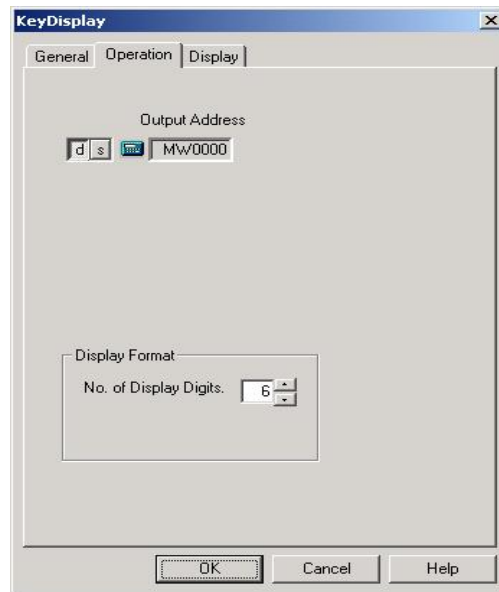 KeyDisplay
General Operation Display
Output Address
d s MW0000
Display Format
No. of Display Digits. 6
OK Cancel Help